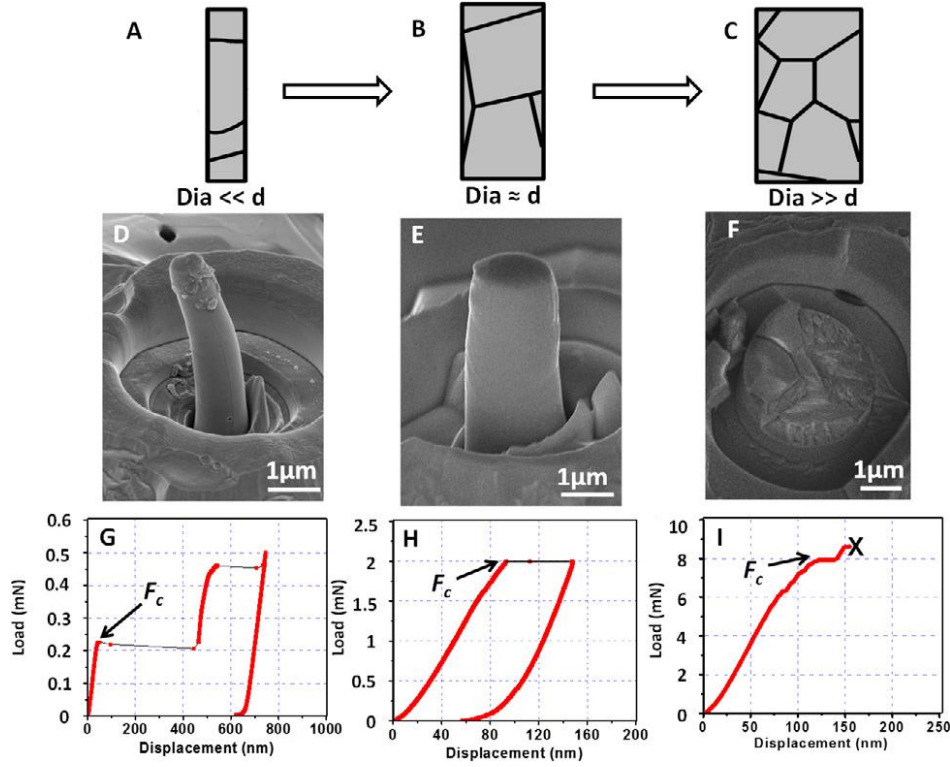 A
B
C
Dia << d
Dia ≈ d
Dia >> d
D
E
F
1μm
1μm
1μm
G
Fc
Load (mN)
0.6
0.5
0.4
0.3
0.2
0.1
0
0 200 400 600 800 1000
Displacement (nm)
H
Fc
Load (mN)
2.5
2
1.5
1
0.5
0
0 40 80 120 160 200
Displacement (nm)
I
Fc
X
Load (mN)
10
8
6
4
2
0
0 50 100 150 200 250
Displacement (nm)